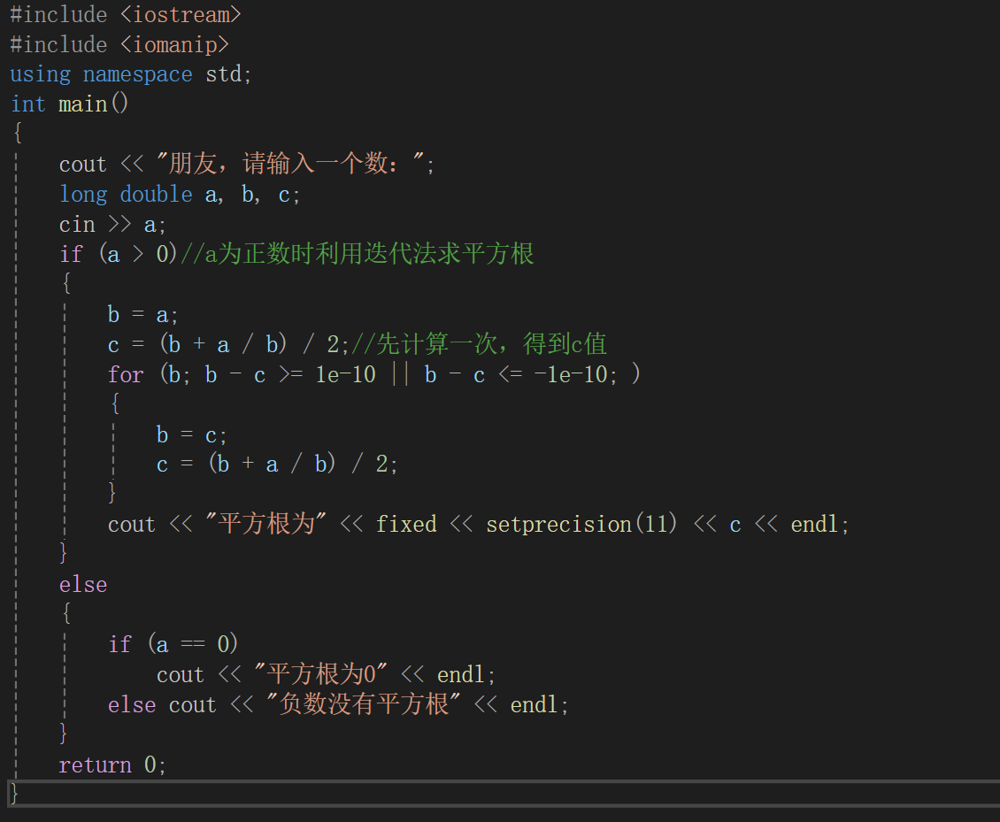 #include <iostream>
#include <iomanip>
using namespace std;
int main()
{
cout << "朋友，请输入一个数：";
long double a, b, c;
cin >> a;
if (a > 0)//a为正数时利用迭代法求平方根
{
b = a;
c = (b + a / b) / 2;//先计算一次，得到c值
for (b; b - c >= 1e-10 || b - c <= -1e-10; )
{
b = c;
c = (b + a / b) / 2;
}
cout << "平方根为" << fixed << setprecision(11) << c << endl;
}
else
{
if (a == 0)
cout << "平方根为0" << endl;
else cout << "负数没有平方根" << endl;
}
return 0;
}